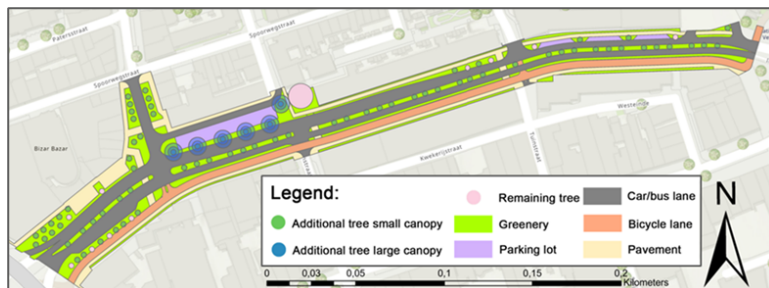 Patersstraat
Spoorwegstraat
Spoorwegstraat
Bizar Bazar
Kwekerijstraat
Tuinstraat
Legend:
Remaining tree
Car/bus lane
Additional tree small canopy
Greenery
Bicycle lane
Additional tree large canopy
Parking lot
Pavement
N
0 0,03 0,05 0,1 0,15 0,2
Kilometers